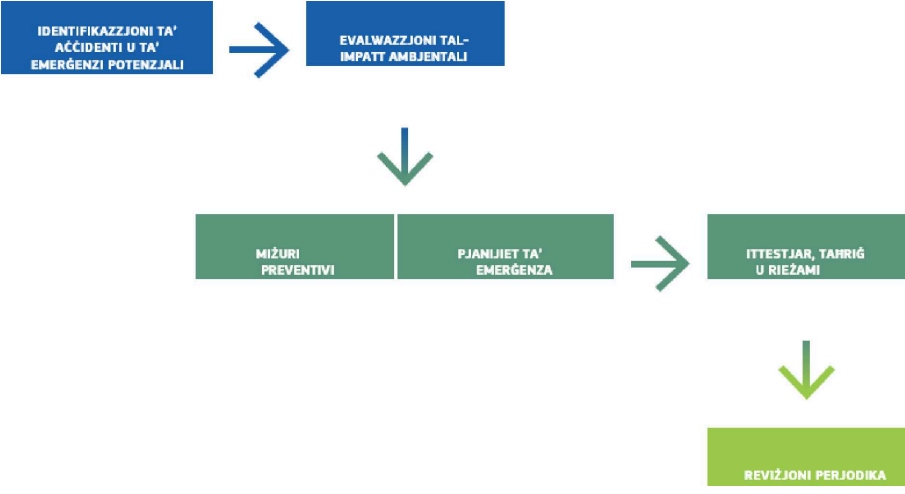 IDENTIFIKAZZJONI TA'
AĊĊIDENTI U TA'
EMERĠENZI POTENZJALI
EVALWAZZJONI TAL-
IMPATT AMBJENTALI
MIŻURI
PREVENTIVI
PJANIJIET TA'
EMERĠENZA
ITTESTJAR, TAĦRIĠ
U RIEŻAMI
REVIŻJONI PERJODIKA